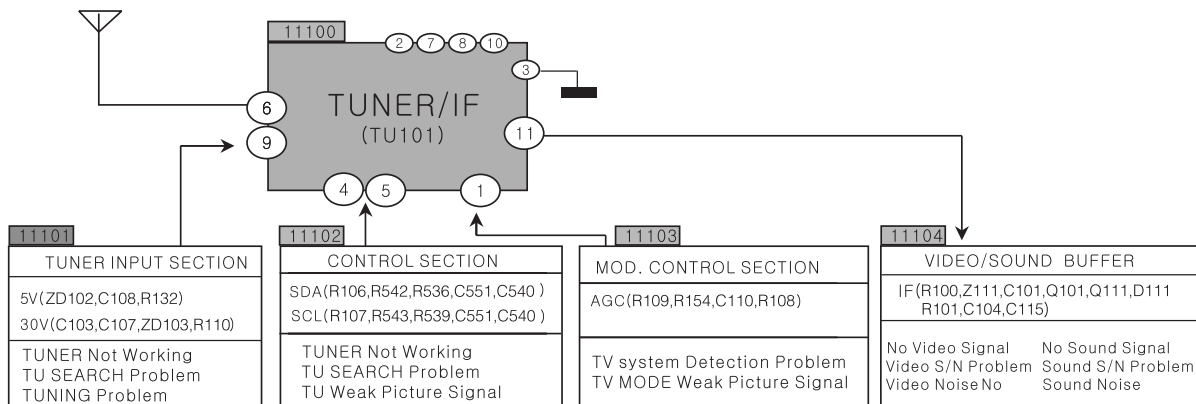 11100
2 7 8 10
3
TUNER/IF
(TU101)
6
11
9
4 5 1
11101
TUNER INPUT SECTION
5V(ZD102,C108,R132)
30V(C103,C107,ZD103,R110)
TUNER Not Working
TU SEARCH Problem
TUNING Problem
11102
CONTROL SECTION
SDA(R106,R542,R536,C551,C540 )
SCL(R107,R543,R539,C551,C540 )
TUNER Not Working
TU SEARCH Problem
TU Weak Picture Signal
11103
MOD. CONTROL SECTION
AGC(R109,R154,C110,R108)
TV system Detection Problem
TV MODE Weak Picture Signal
11104
VIDEO/SOUND BUFFER
IF(R100,Z111,C101,Q101,Q111,D111
R101,C104,C115)
No Video Signal No Sound Signal
Video S/N Problem Sound S/N Problem
Video Noise No Sound Noise